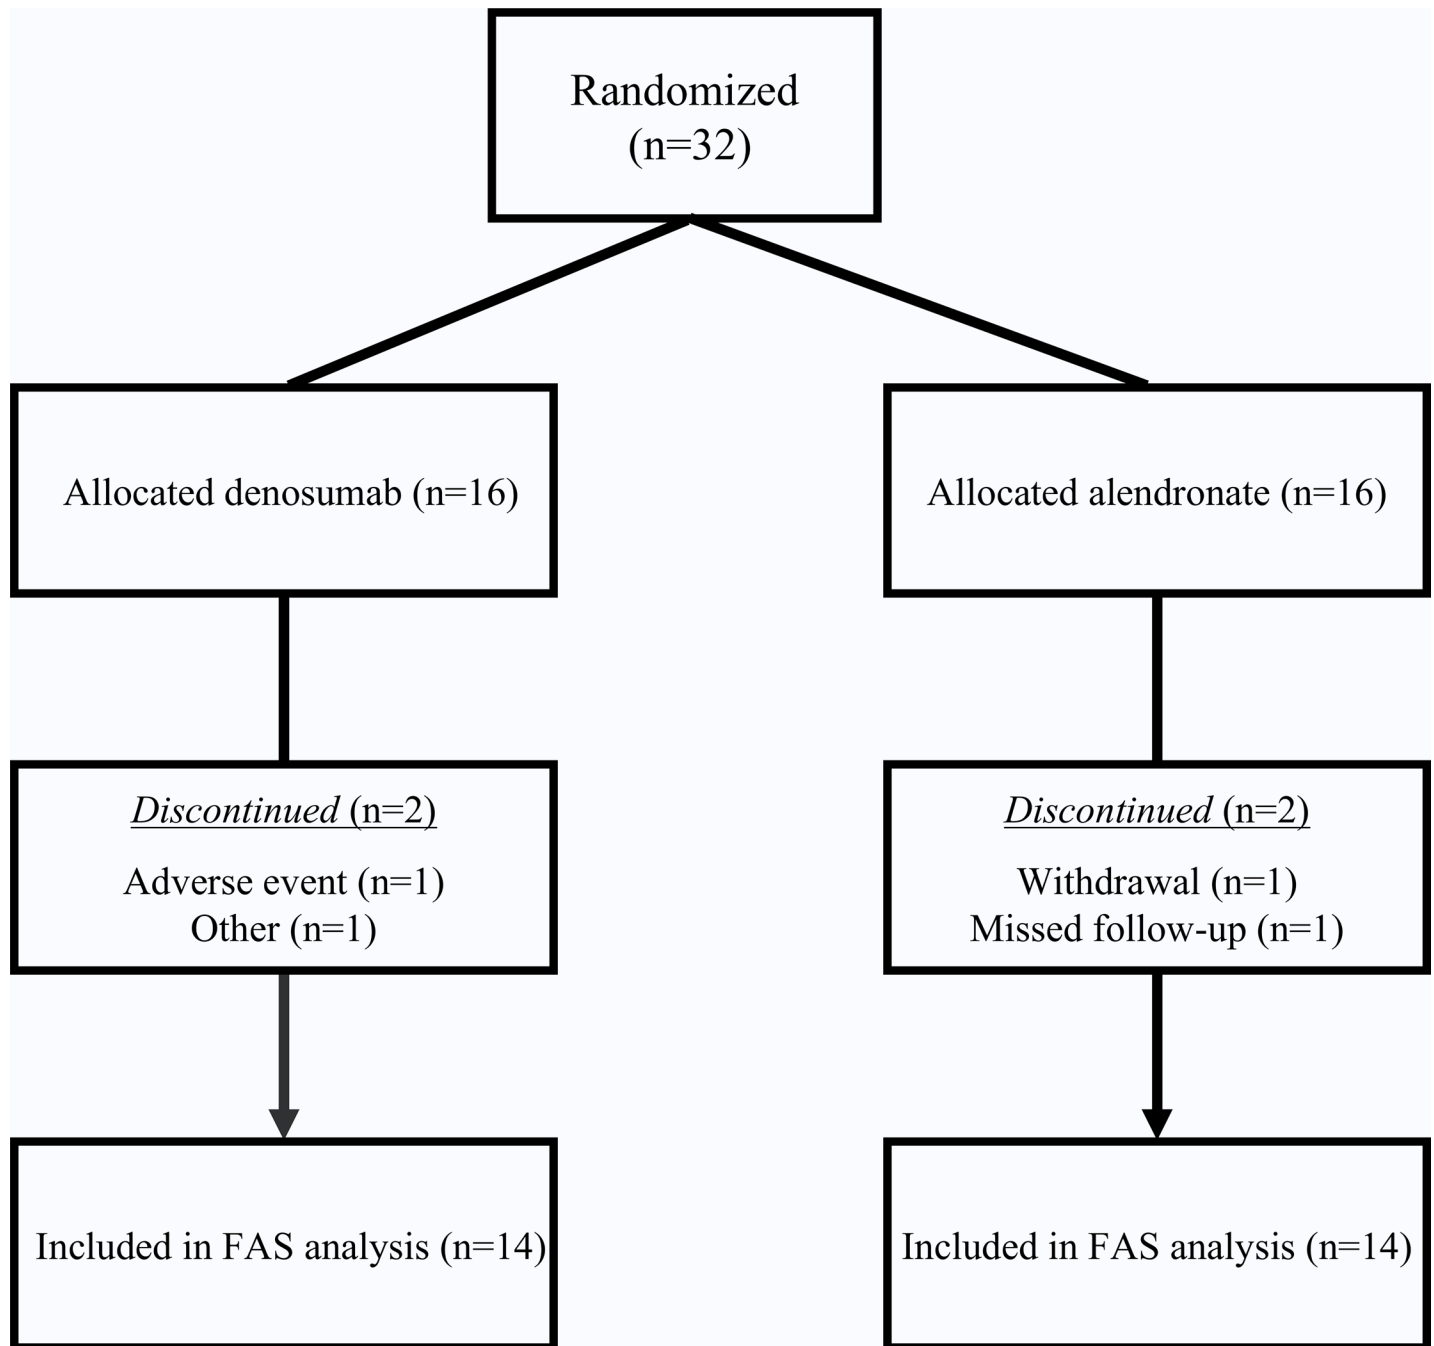 Randomized
(n=32)
Allocated denosumab (n=16)
Allocated alendronate (n=16)
Discontinued (n=2)
Adverse event (n=1)
Other (n=1)
Discontinued (n=2)
Withdrawal (n=1)
Missed follow-up (n=1)
Included in FAS analysis (n=14)
Included in FAS analysis (n=14)